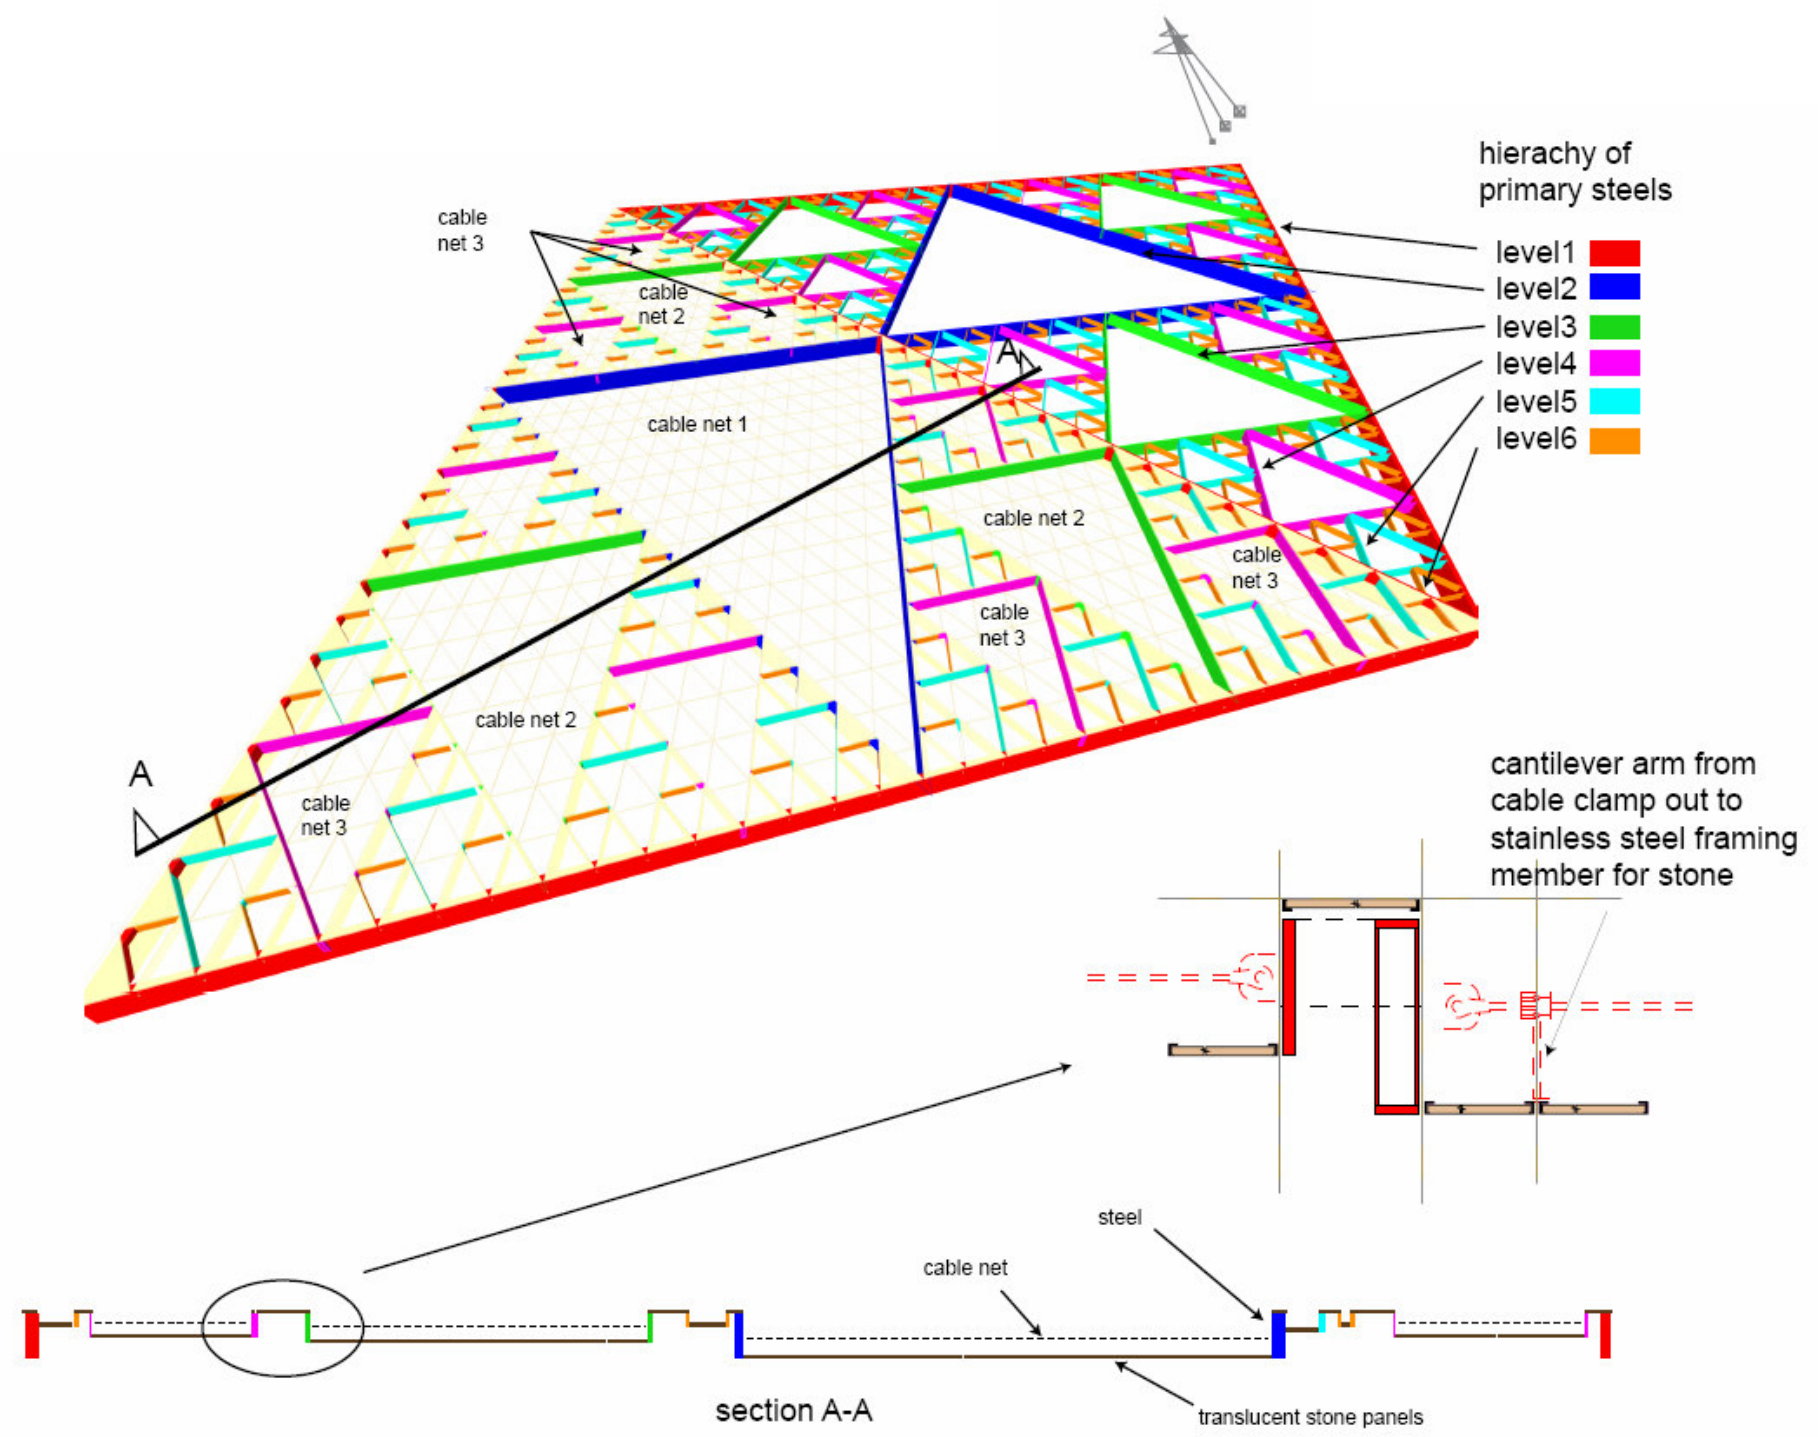 hierachy of
primary steels
level1
level2
level3
level4
level5
level6
cable
net 3
cable
net 2
A
cable net 1
cable net 2
cable
net 3
cable
net 3
cable net 2
A
cable
net 3
cantilever arm from
cable clamp out to
stainless steel framing
member for stone
steel
cable net
section A-A
translucent stone panels